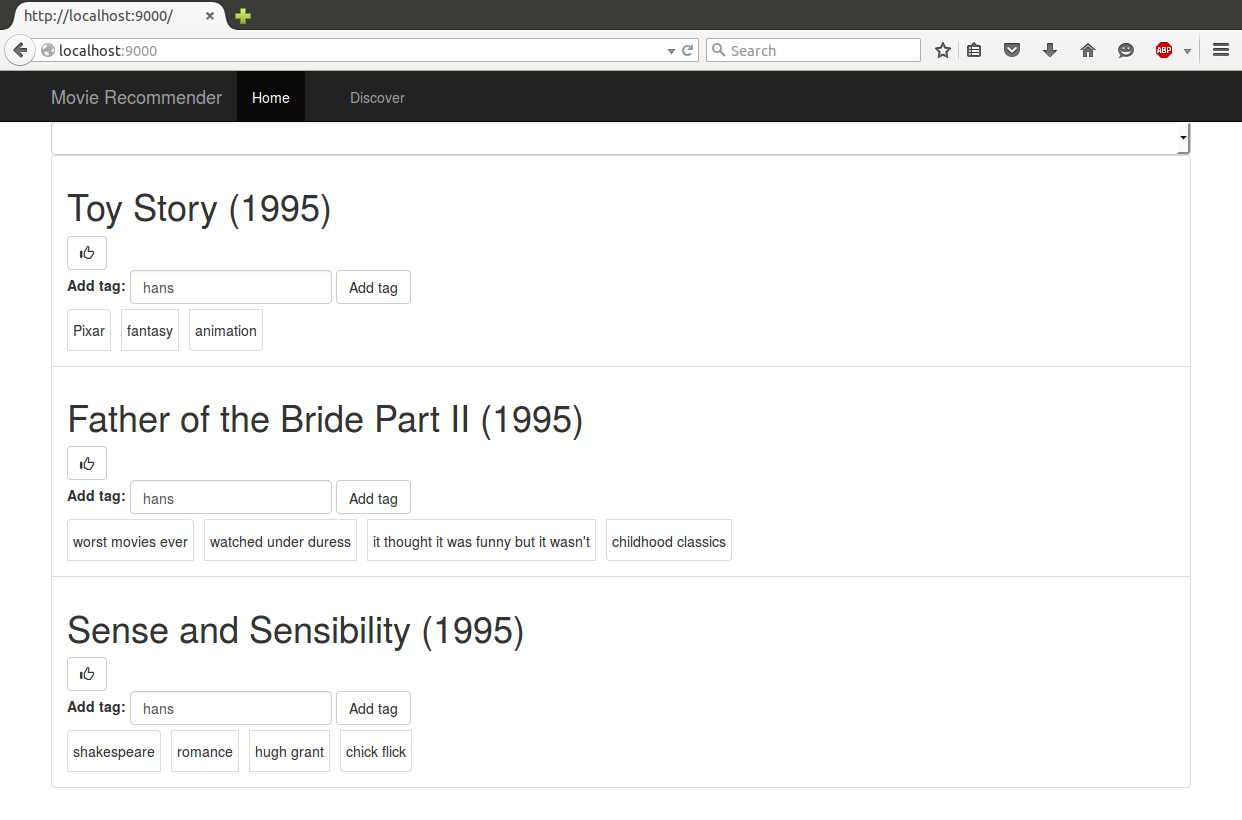 http://localhost:9000/
localhost:9000
Search
ABP
Movie Recommender Home Discover
Toy Story (1995)
Add tag: hans Add tag
Pixar fantasy animation
Father of the Bride Part II (1995)
Add tag: hans Add tag
worst movies ever watched under duress it thought it was funny but it wasn't childhood classics
Sense and Sensibility (1995)
Add tag: hans Add tag
shakespeare romance hugh grant chick flick